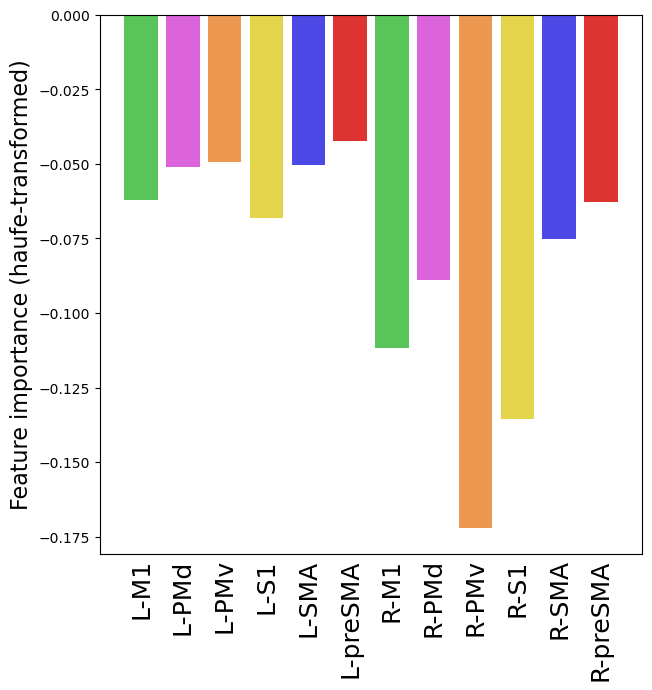 Feature importance (haufe-transformed)
0.000
−0.025
−0.050
−0.075
−0.100
−0.125
−0.150
−0.175
L-M1
L-PMd
L-PMv
L-S1
L-SMA
L-preSMA
R-M1
R-PMd
R-PMv
R-S1
R-SMA
R-preSMA